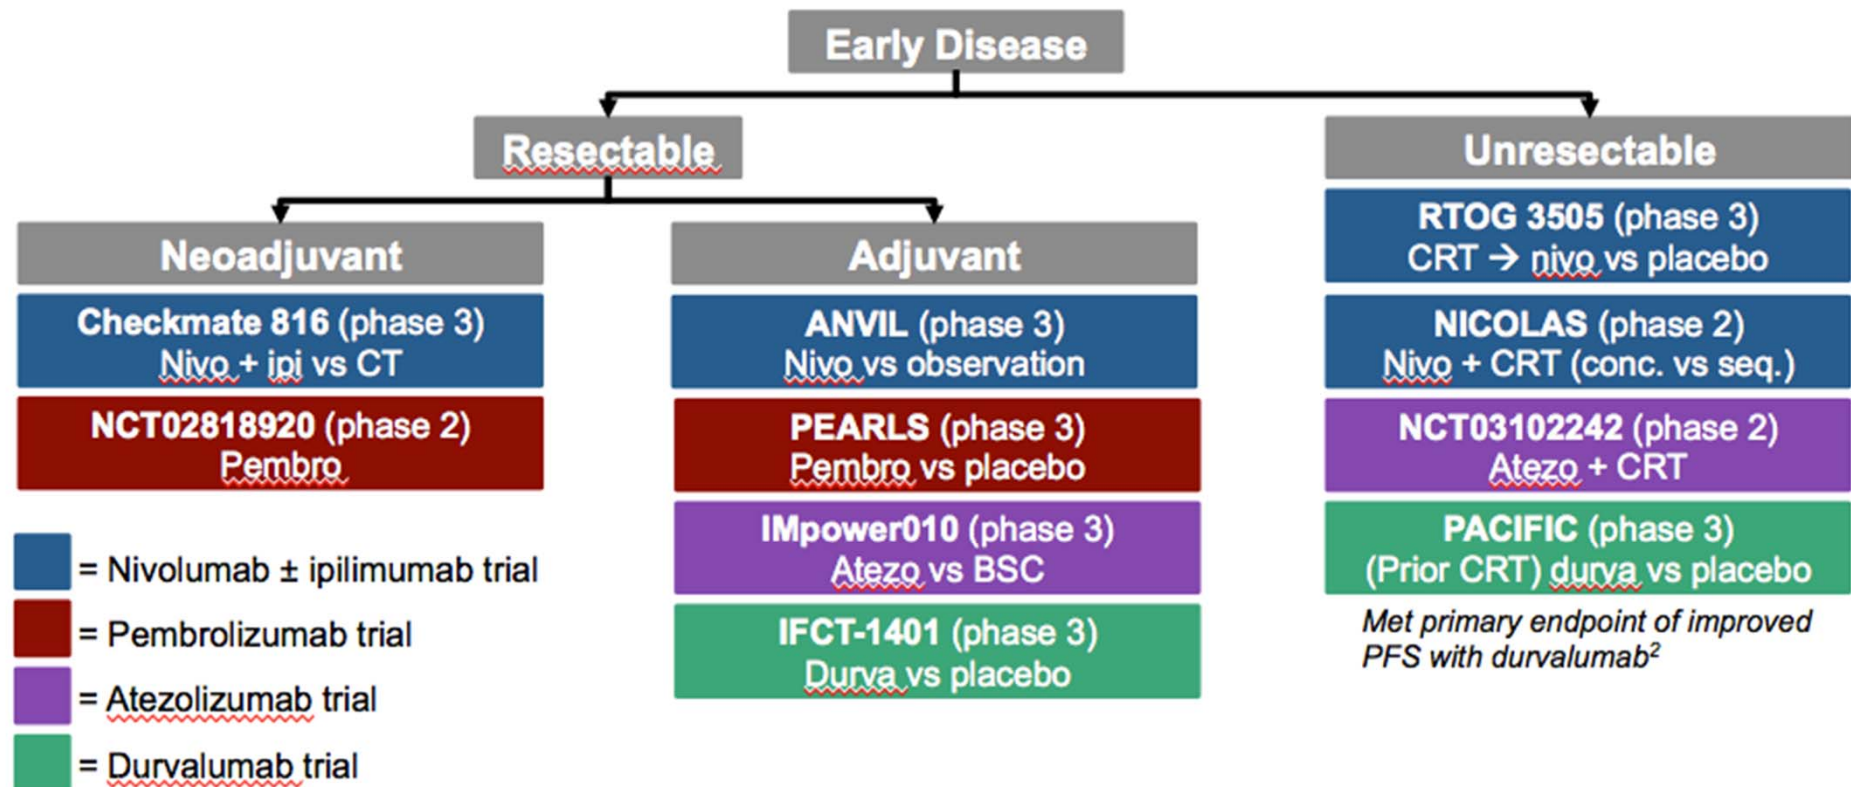 Early Disease
Resectable
Unresectable
Neoadjuvant
Adjuvant
RTOG 3505 (phase 3)
CRT → nivo vs placebo
Checkmate 816 (phase 3)
Nivo + ipi vs CT
ANVIL (phase 3)
Nivo vs observation
NICOLAS (phase 2)
Nivo + CRT (conc. vs seq.)
NCT02818920 (phase 2)
Pembro
PEARLS (phase 3)
Pembro vs placebo
NCT03102242 (phase 2)
Atezo + CRT
IMpower010 (phase 3)
Atezo vs BSC
PACIFIC (phase 3)
(Prior CRT) durva vs placebo
IFCT-1401 (phase 3)
Durva vs placebo
Met primary endpoint of improved
PFS with durvalumab²
= Nivolumab ± ipilimumab trial
= Pembrolizumab trial
= Atezolizumab trial
= Durvalumab trial